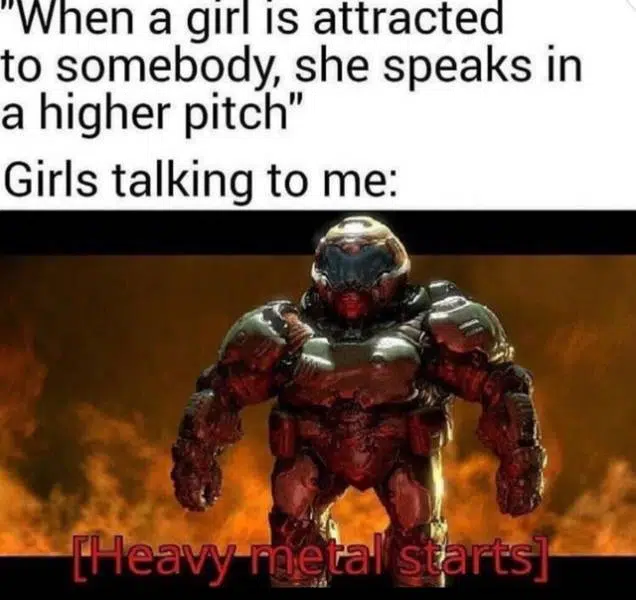 "When a girl is attracted
to somebody, she speaks in
a higher pitch"
Girls talking to me:
[Heavy metal starts]